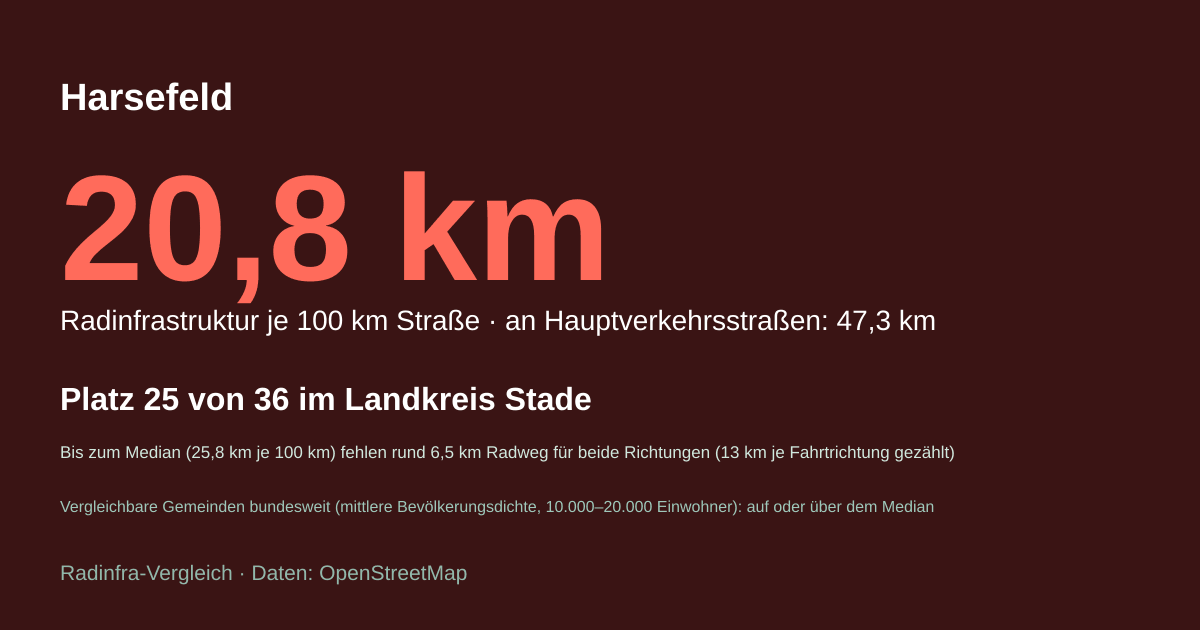 Harsefeld
20,8 km
Radinfrastruktur je 100 km Straße · an Hauptverkehrsstraßen: 47,3 km
Platz 25 von 36 im Landkreis Stade
Bis zum Median (25,8 km je 100 km) fehlen rund 6,5 km Radweg für beide Richtungen (13 km je Fahrtrichtung gezählt)
Vergleichbare Gemeinden bundesweit (mittlere Bevölkerungsdichte, 10.000–20.000 Einwohner): auf oder über dem Median
Radinfra-Vergleich · Daten: OpenStreetMap